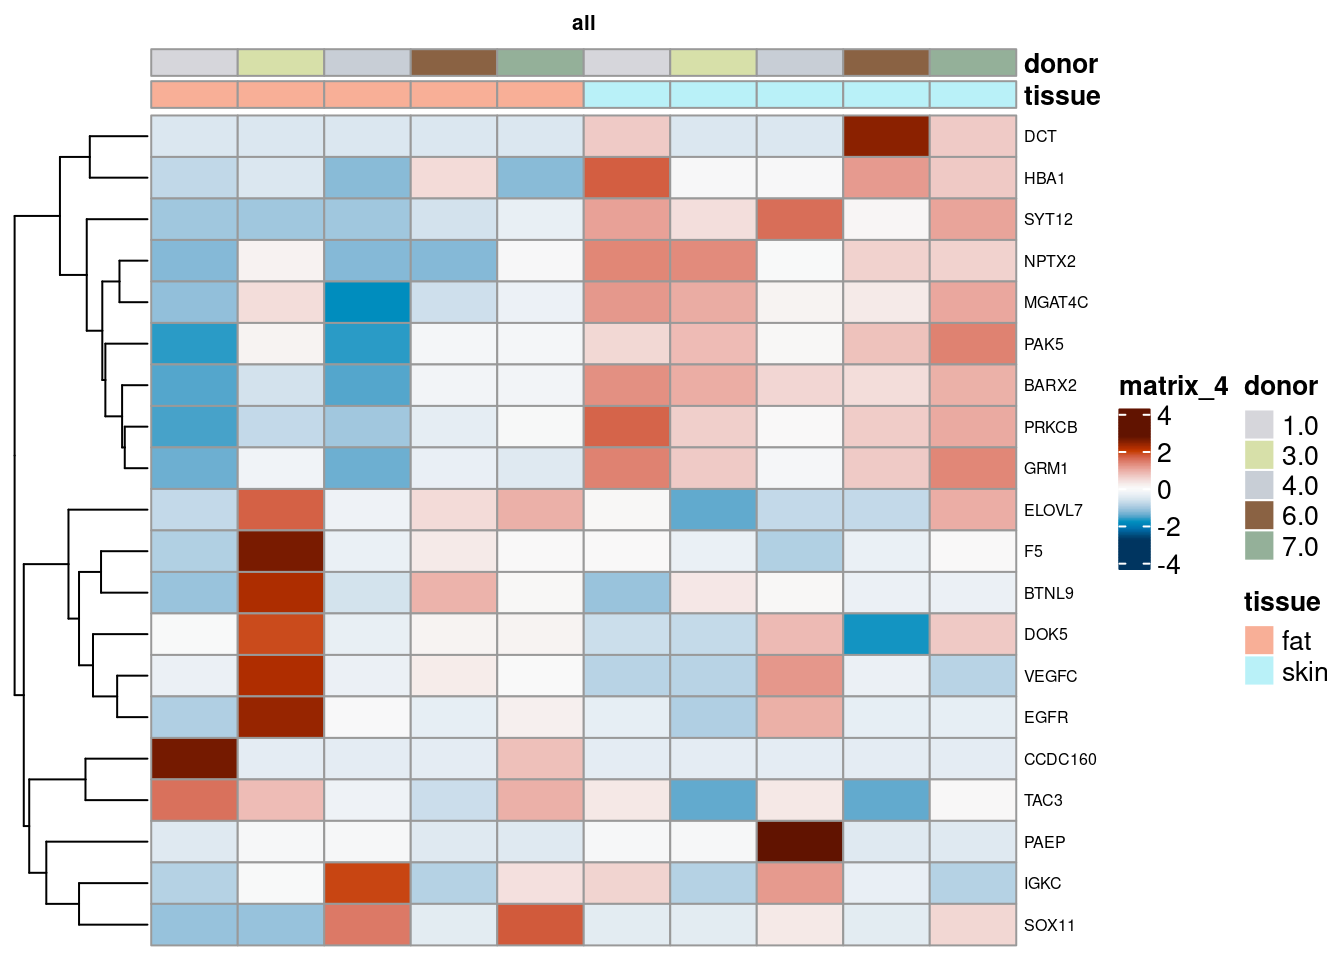 all
donor
tissue
DCT
HBA1
SYT12
NPTX2
MGAT4C
PAK5
BARX2
PRKCB
GRM1
ELOVL7
F5
BTNL9
DOK5
VEGFC
EGFR
CCDC160
TAC3
PAEP
IGKC
SOX11
matrix_4
4
2
0
-2
-4
donor
1.0
3.0
4.0
6.0
7.0
tissue
fat
skin